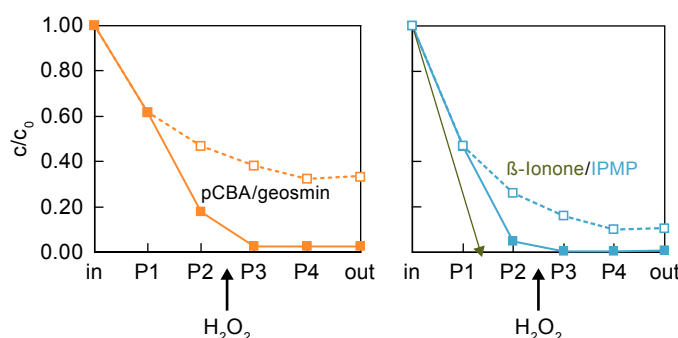 1.00
0.80
0.60
0.40
0.20
0.00
c/c₀
pCBA/geosmin
in P1 P2 P3 P4 out
H₂O₂
ß-Ionone/IPMP
in P1 P2 P3 P4 out
H₂O₂